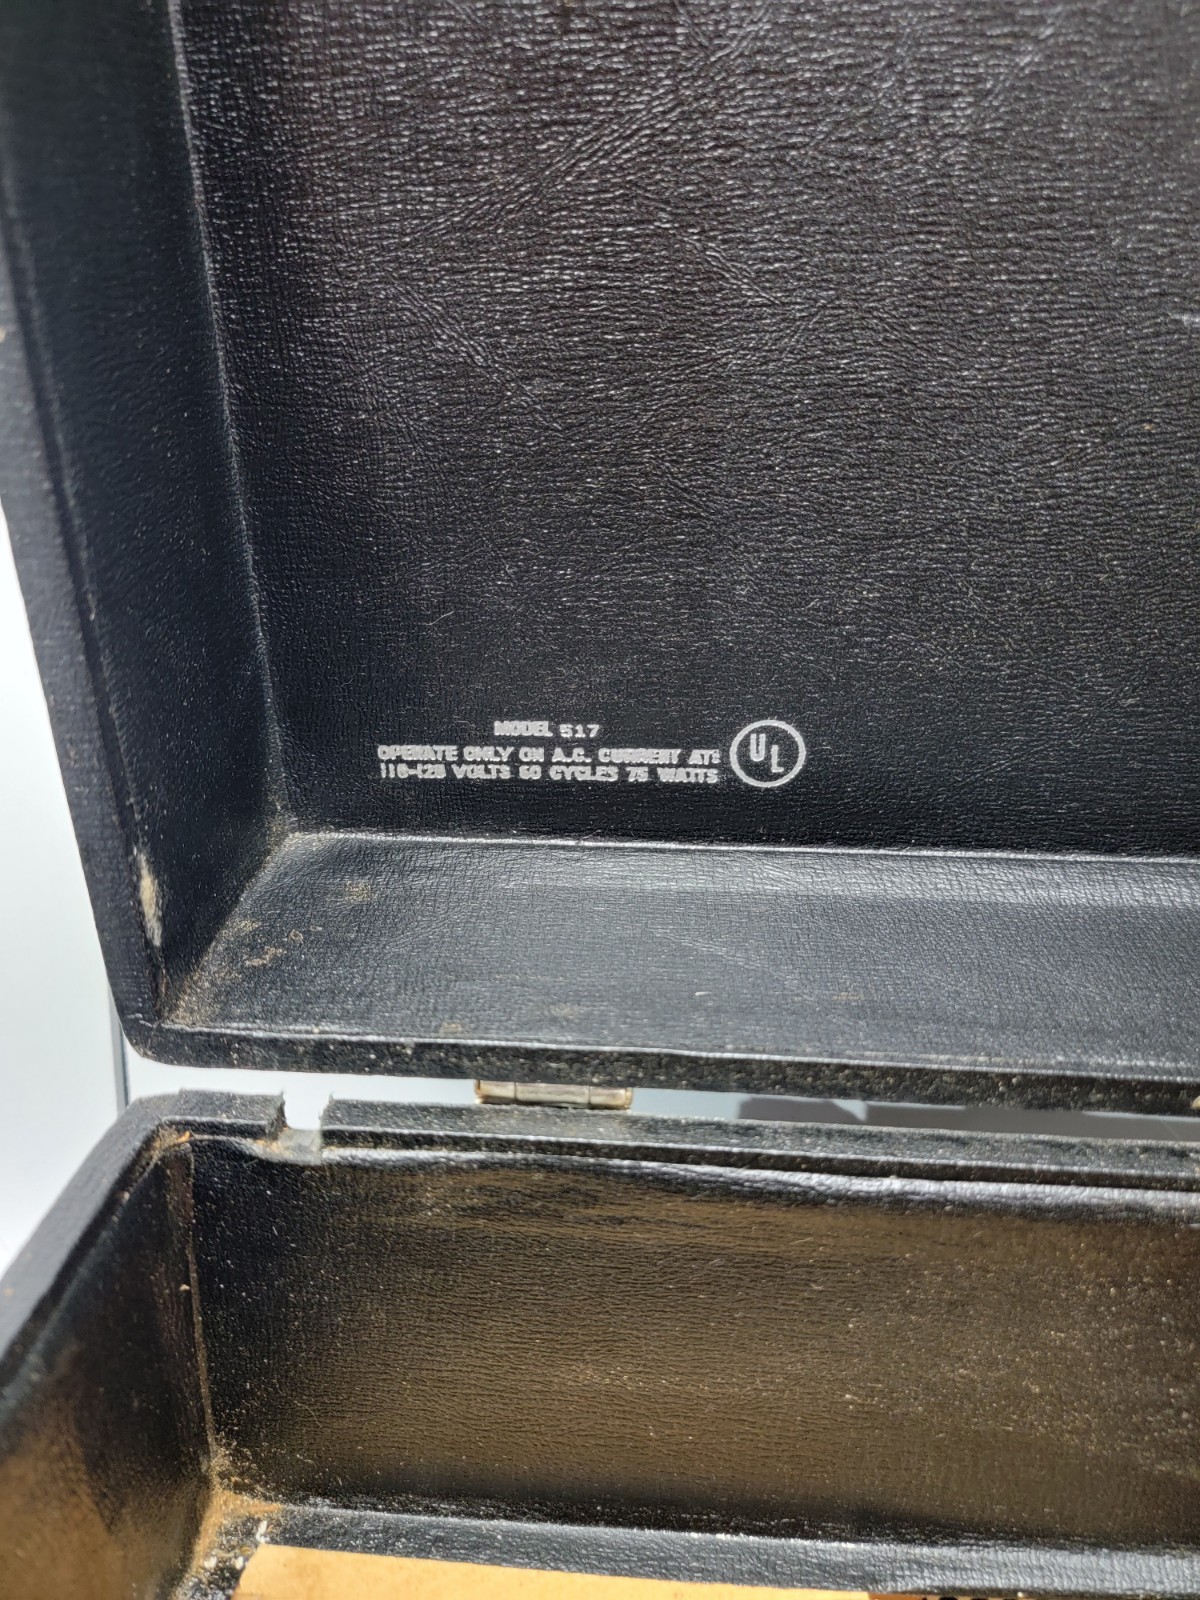 MODEL 517
OPERATE ONLY ON A.C. CURRENT AT:
110-125 VOLTS 60 CYCLES 75 WATTS
UL